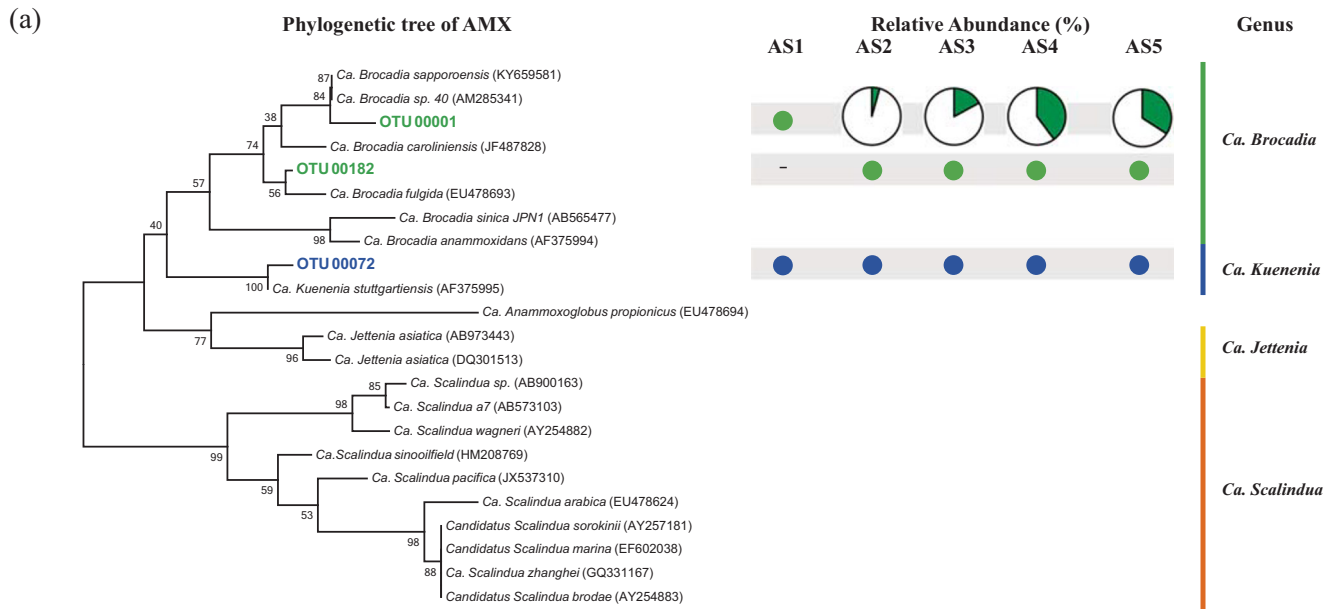 (a)
Phylogenetic tree of AMX
Relative Abundance (%)
Genus
AS1 AS2 AS3 AS4 AS5
87
Ca. Brocadia sapporoensis (KY659581)
84
Ca. Brocadia sp. 40 (AM285341)
OTU 00001
38
Ca. Brocadia caroliniensis (JF487828)
74
OTU 00182
–
56
Ca. Brocadia fulgida (EU478693)
57
Ca. Brocadia sinica JPN1 (AB565477)
98
Ca. Brocadia anammoxidans (AF375994)
40
OTU 00072
100
Ca. Kuenenia stuttgartiensis (AF375995)
Ca. Anammoxoglobus propionicus (EU478694)
77
Ca. Jettenia asiatica (AB973443)
96
Ca. Jettenia asiatica (DQ301513)
85
Ca. Scalindua sp. (AB900163)
98
Ca. Scalindua a7 (AB573103)
Ca. Scalindua wagneri (AY254882)
99
Ca.Scalindua sinooilfield (HM208769)
59
Ca. Scalindua pacifica (JX537310)
53
Ca. Scalindua arabica (EU478624)
98
Candidatus Scalindua sorokinii (AY257181)
Candidatus Scalindua marina (EF602038)
88
Ca. Scalindua zhanghei (GQ331167)
Candidatus Scalindua brodae (AY254883)
Ca. Brocadia
Ca. Kuenenia
Ca. Jettenia
Ca. Scalindua